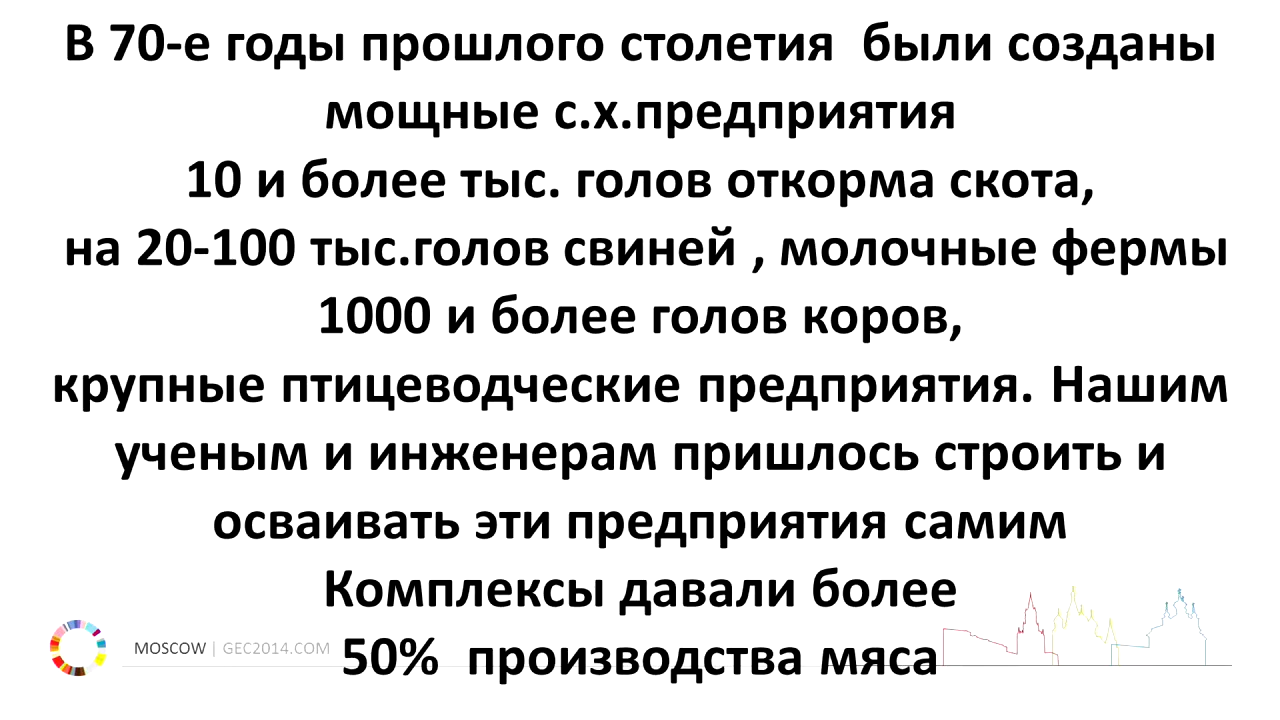 В 70-е годы прошлого столетия были созданы
мощные с.х.предприятия
10 и более тыс. голов откорма скота,
на 20-100 тыс.голов свиней , молочные фермы
1000 и более голов коров,
крупные птицеводческие предприятия. Нашим
ученым и инженерам пришлось строить и
осваивать эти предприятия самим
Комплексы давали более
50% производства мяса
MOSCOW | GEC2014.COM